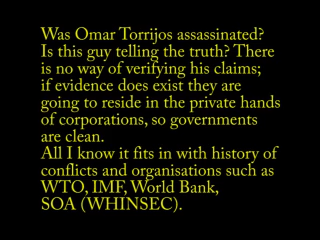 Was Omar Torrijos assassinated?
Is this guy telling the truth? There
is no way of verifying his claims;
if evidence does exist they are
going to reside in the private hands
of corporations, so governments
are clean.
All I know it fits in with history of
conflicts and organisations such as
WTO, IMF, World Bank,
SOA (WHINSEC).